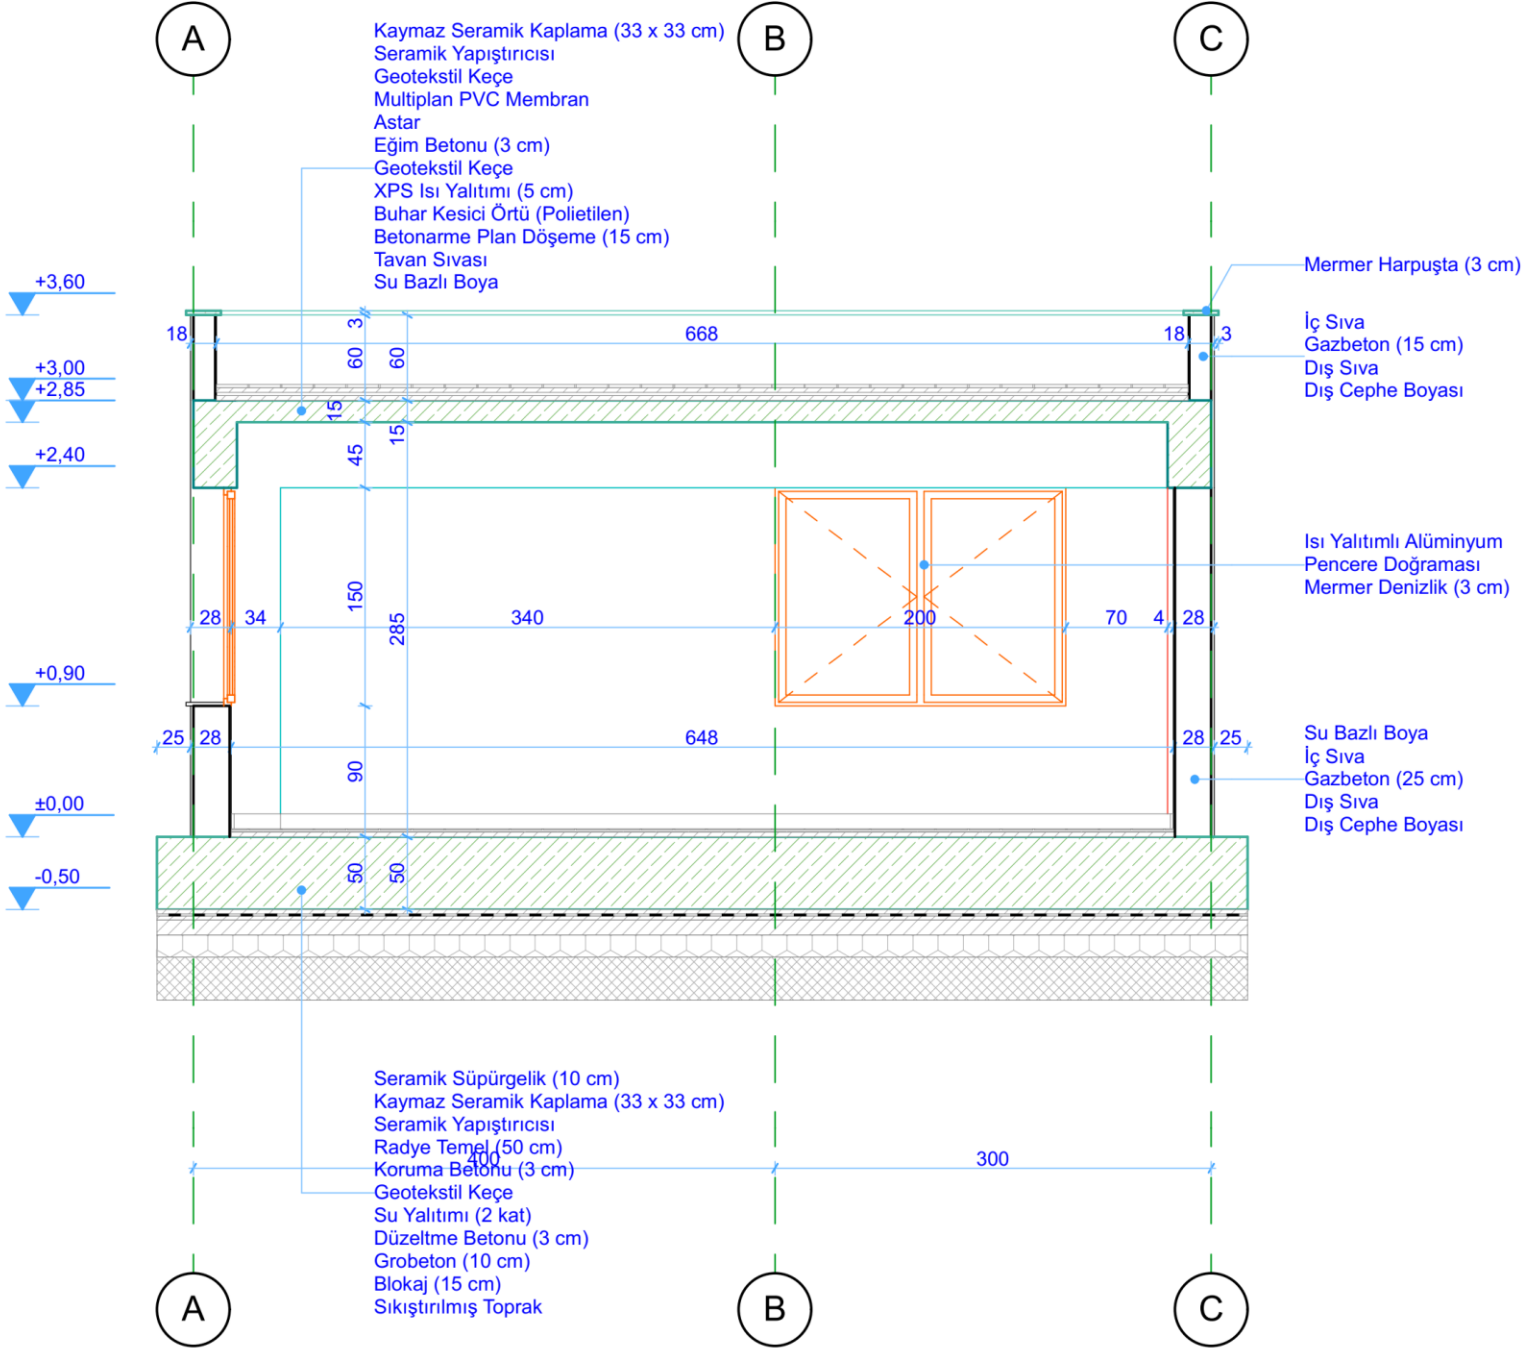 A
B
C
Kaymaz Seramik Kaplama (33 x 33 cm)
Seramik Yapıştırıcısı
Geotekstil Keçe
Multiplan PVC Membran
Astar
Eğim Betonu (3 cm)
Geotekstil Keçe
XPS Isı Yalıtımı (5 cm)
Buhar Kesici Örtü (Polietilen)
Betonarme Plan Döşeme (15 cm)
Tavan Sıvası
Su Bazlı Boya
Mermer Harpuşta (3 cm)
+3,60
İç Sıva
Gazbeton (15 cm)
Dış Sıva
Dış Cephe Boyası
18
3
668
18
3
60
60
+3,00
+2,85
15
15
45
+2,40
Isı Yalıtımlı Alüminyum
Pencere Doğraması
Mermer Denizlik (3 cm)
150
285
28
34
340
200
70
4
28
+0,90
25
28
648
28
25
Su Bazlı Boya
İç Sıva
Gazbeton (25 cm)
Dış Sıva
Dış Cephe Boyası
90
±0,00
50
50
-0,50
Seramik Süpürgelik (10 cm)
Kaymaz Seramik Kaplama (33 x 33 cm)
Seramik Yapıştırıcısı
Radye Temel (50 cm)
400
300
Koruma Betonu (3 cm)
Geotekstil Keçe
Su Yalıtımı (2 kat)
Düzeltme Betonu (3 cm)
Grobeton (10 cm)
Blokaj (15 cm)
Sıkıştırılmış Toprak
A
B
C